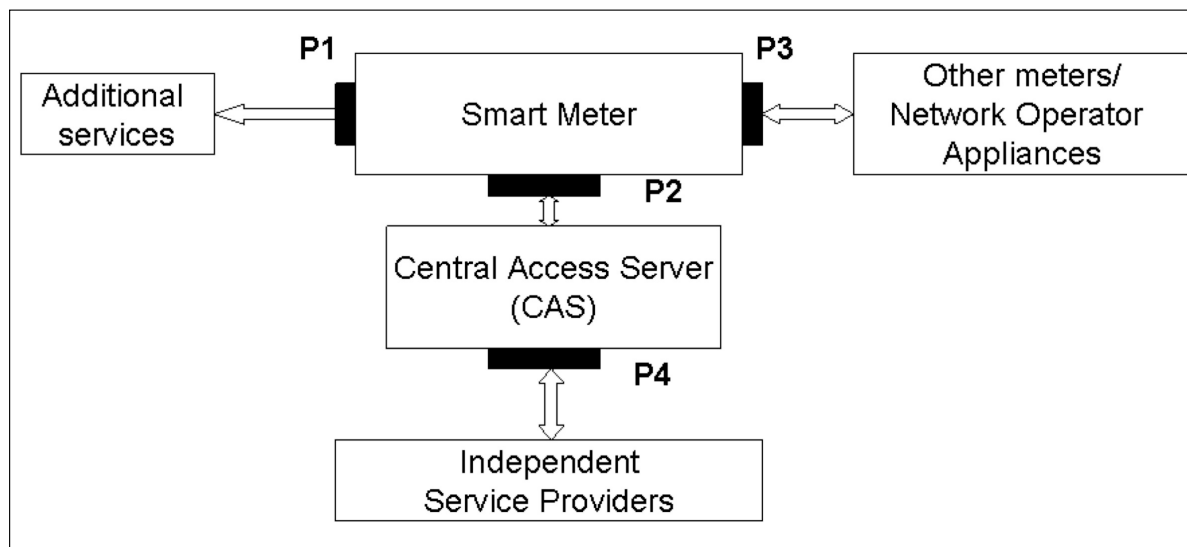 P1
P3
Additional
services
Smart Meter
Other meters/
Network Operator
Appliances
P2
Central Access Server
(CAS)
P4
Independent
Service Providers